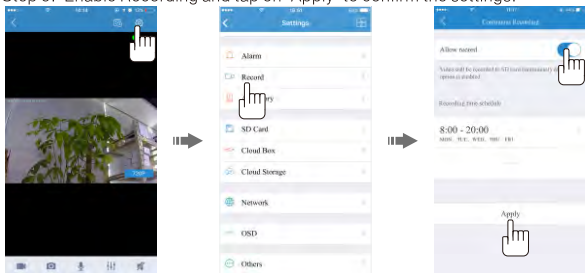 Step 3. Enable Recording and tap on "Apply" to confirm the settings.
Settings
Alarm
Record
SD Card
Cloud Box
Cloud Storage
Network
OSD
Others
Continuous Recording
Allow record
Recording time schedule
8:00 - 20:00
MON TUE WED THU FRI
Apply